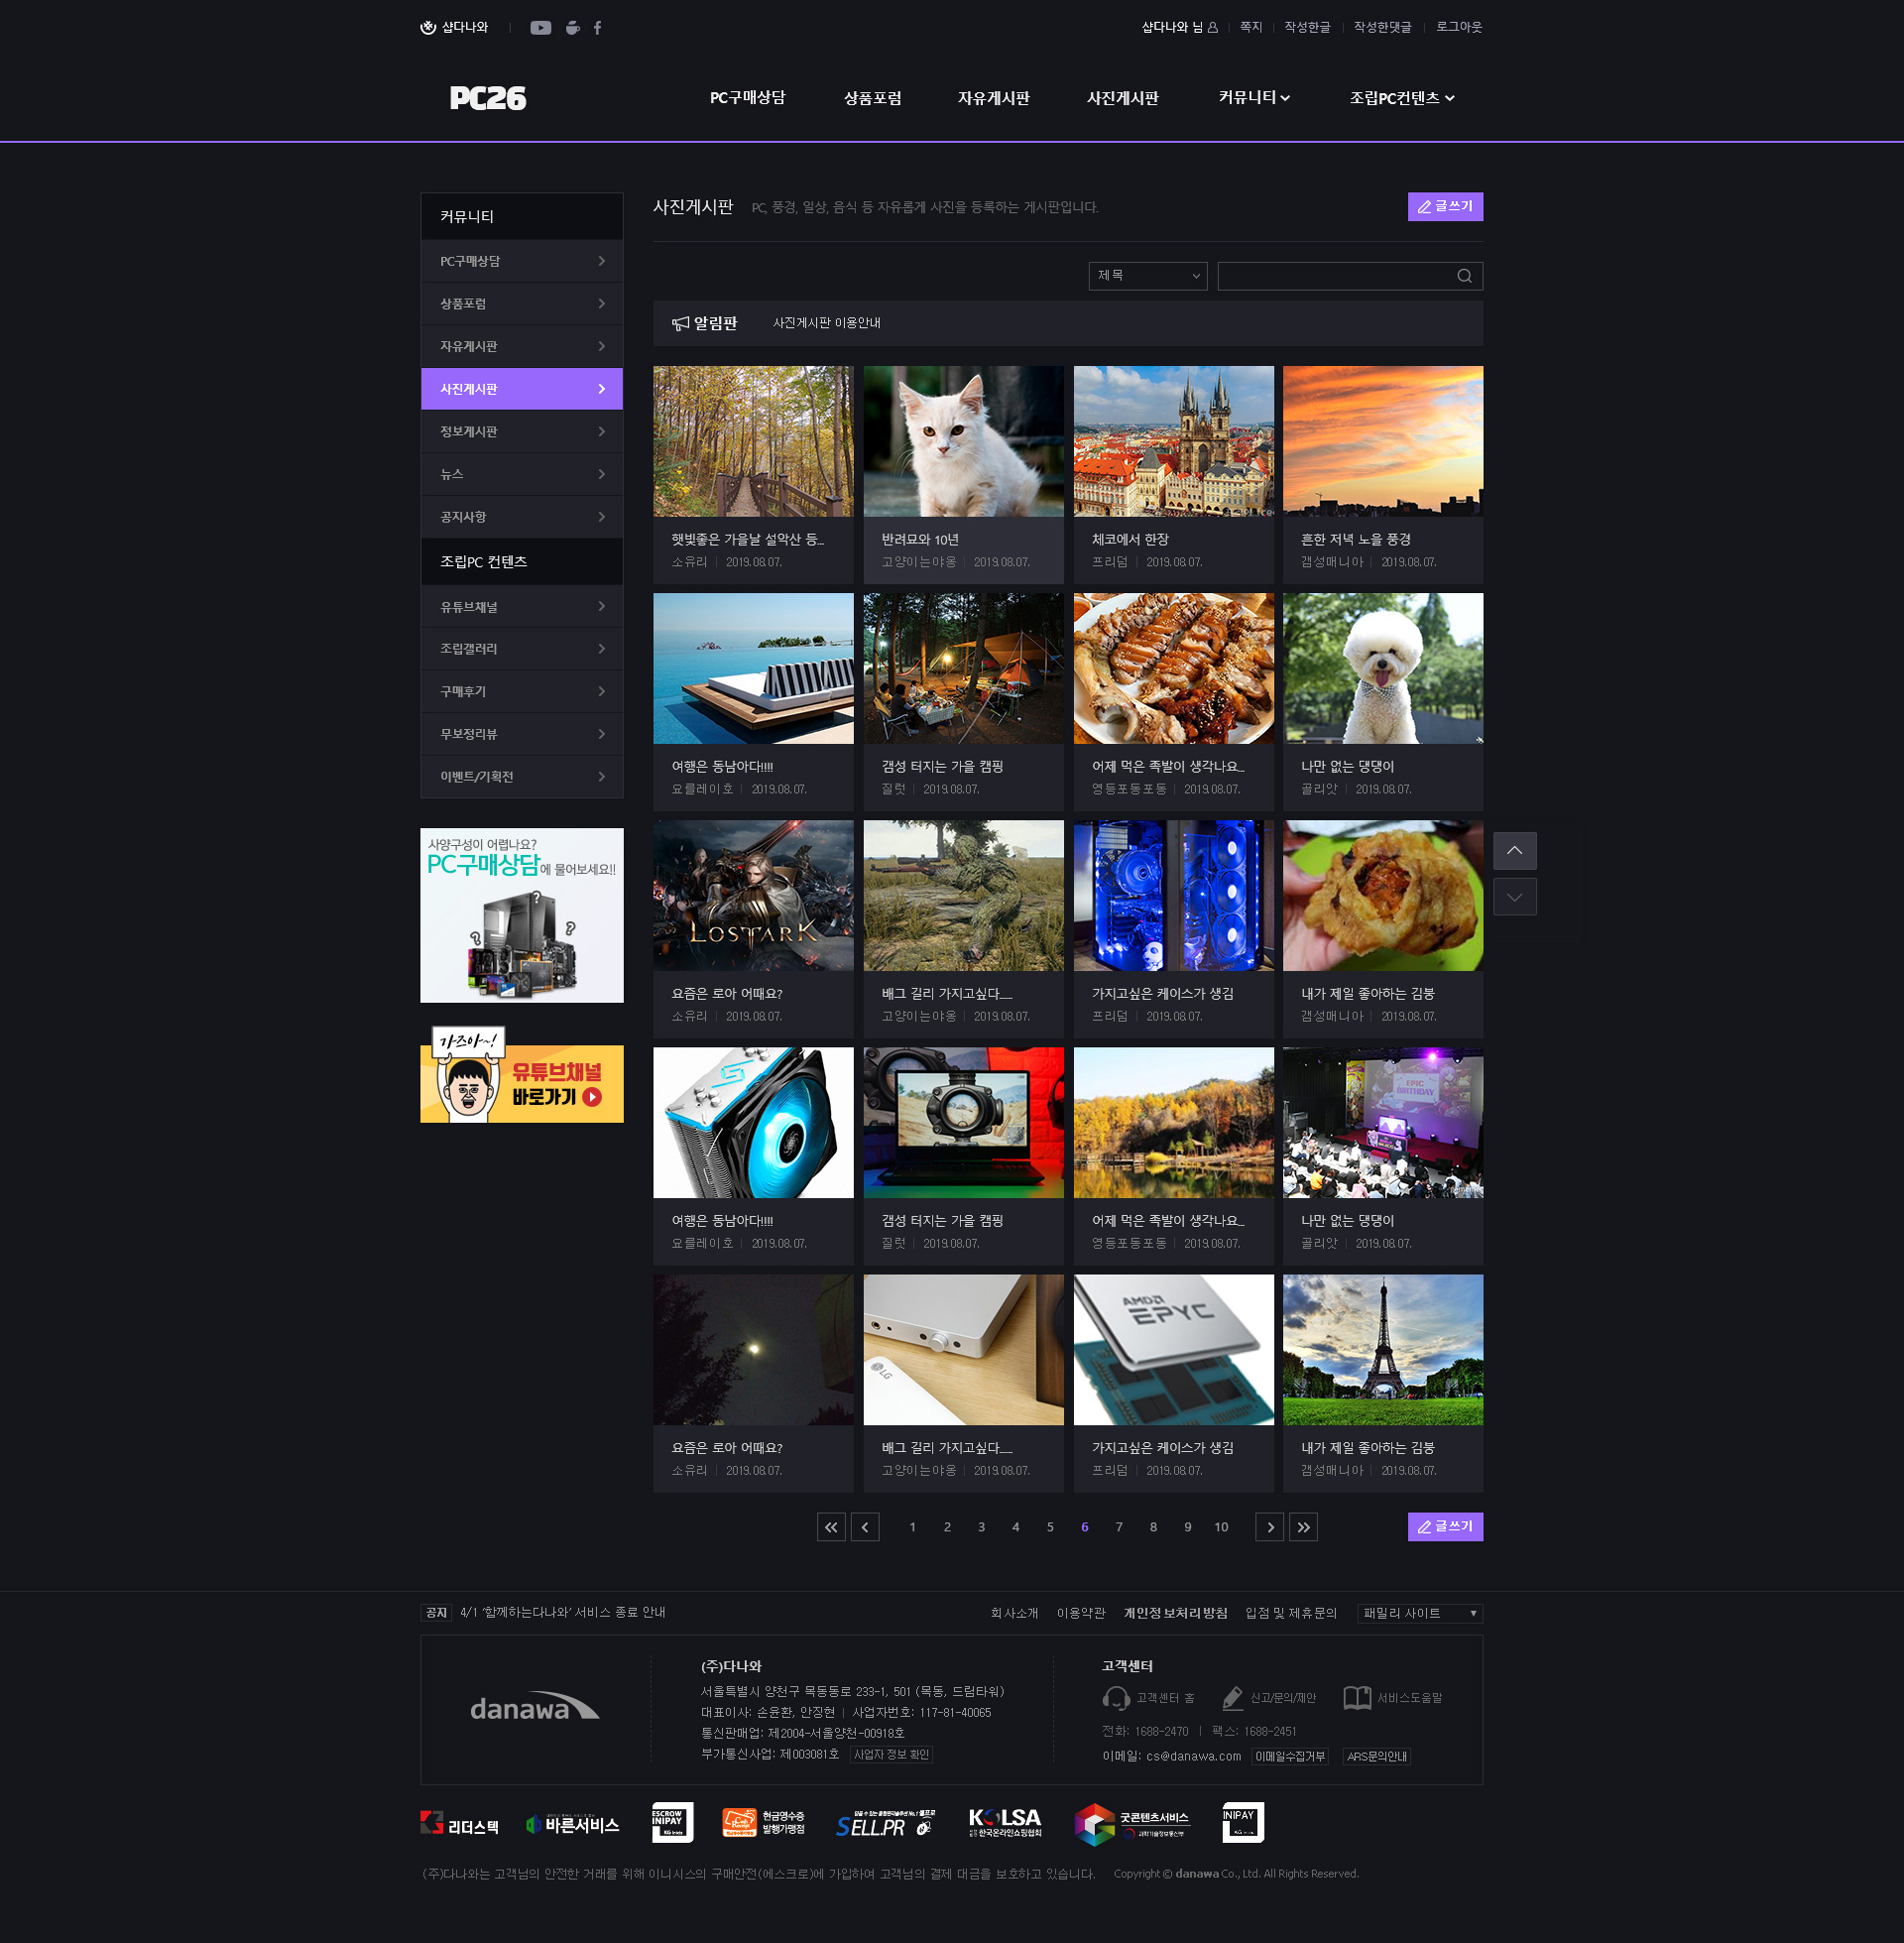 샵다나와
샵다나와 님 쪽지 작성한글 작성한댓글 로그아웃
PC26
PC구매상담 상품포럼 자유게시판 사진게시판 커뮤니티 조립PC컨텐츠
커뮤니티
PC구매상담
상품포럼
자유게시판
사진게시판
정보게시판
뉴스
공지사항
조립PC 컨텐츠
유튜브채널
조립갤러리
구매후기
무보정리뷰
이벤트/기획전
사양구성이 어렵나요?
PC구매상담에 물어보세요!!
가즈아~!
유튜브채널
바로가기
사진게시판 PC, 풍경, 일상, 음식 등 자유롭게 사진을 등록하는 게시판입니다.
글쓰기
제목
알림판 사진게시판 이용안내
햇빛좋은 가을날 설악산 등...
소유리 | 2019.08.07.
반려묘와 10년
고양이는야옹 | 2019.08.07.
체코에서 한장
프리덤 | 2019.08.07.
흔한 저녁 노을 풍경
갬성매니아 | 2019.08.07.
여행은 동남아다!!!!
요를레이호 | 2019.08.07.
갬성 터지는 가을 캠핑
질럿 | 2019.08.07.
어제 먹은 족발이 생각나요...
영등포동포동 | 2019.08.07.
나만 없는 댕댕이
골리앗 | 2019.08.07.
LOSTARK
요즘은 로아 어때요?
소유리 | 2019.08.07.
배그 길리 가지고싶다......
고양이는야옹 | 2019.08.07.
가지고싶은 케이스가 생김
프리덤 | 2019.08.07.
내가 제일 좋아하는 김붕
갬성매니아 | 2019.08.07.
EPIC
BIRTHDAY
여행은 동남아다!!!!
요를레이호 | 2019.08.07.
갬성 터지는 가을 캠핑
질럿 | 2019.08.07.
어제 먹은 족발이 생각나요...
영등포동포동 | 2019.08.07.
나만 없는 댕댕이
골리앗 | 2019.08.07.
LG
AMD
EPYC
요즘은 로아 어때요?
소유리 | 2019.08.07.
배그 길리 가지고싶다......
고양이는야옹 | 2019.08.07.
가지고싶은 케이스가 생김
프리덤 | 2019.08.07.
내가 제일 좋아하는 김붕
갬성매니아 | 2019.08.07.
1 2 3 4 5 6 7 8 9 10
글쓰기
공지 4/1 '함께하는다나와' 서비스 종료 안내
회사소개 이용약관 개인정보처리방침 입점 및 제휴문의 패밀리 사이트
danawa
(주)다나와
서울특별시 양천구 목동동로 233-1, 501 (목동, 드림타워)
대표이사: 손윤환, 안징현 | 사업자번호: 117-81-40065
통신판매업: 제2004-서울양천-00918호
부가통신사업: 제003081호 사업자 정보 확인
고객센터
고객센터 홈 신고/문의/제안 서비스도움말
전화: 1688-2470 | 팩스: 1688-2451
이메일: cs@danawa.com 이메일수집거부 ARS문의안내
리더스텍
바른서비스
ESCROW
INIPAY
현금영수증
발행가맹점
SELL.PR
KOLSA
한국온라인쇼핑협회
굿콘텐츠서비스
과학기술정보통신부
INIPAY
(주)다나와는 고객님의 안전한 거래를 위해 이니시스의 구매안전(에스크로)에 가입하여 고객님의 결제 대금을 보호하고 있습니다. Copyright © danawa Co., Ltd. All Rights Reserved.